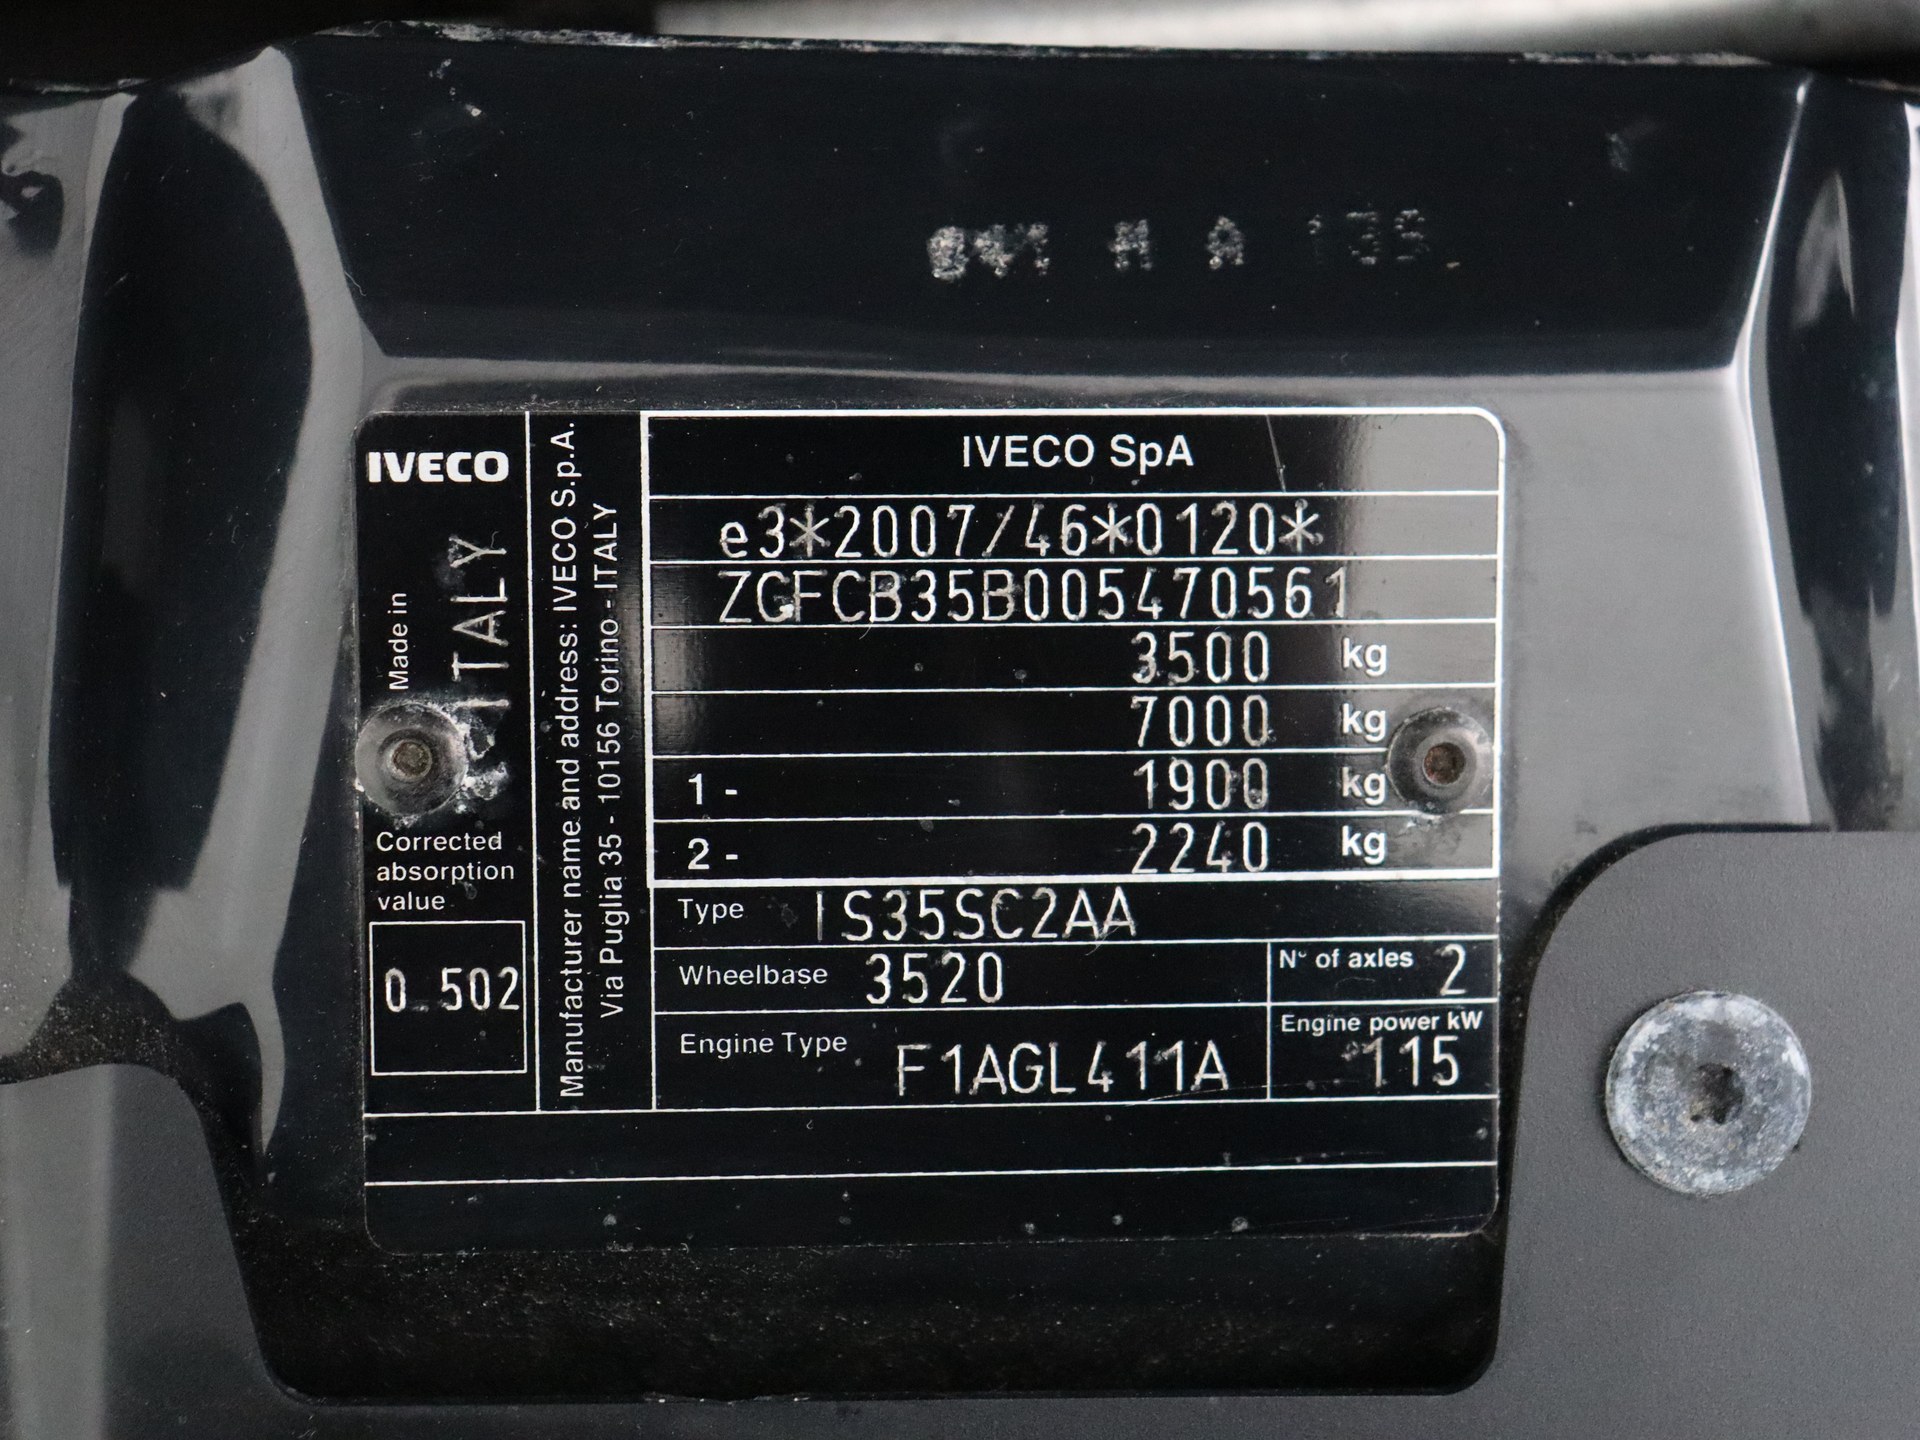 IVECO
Made in ITALY
Corrected
absorption
value
0.502
Manufacturer name and address: IVECO S.p.A.
Via Puglia 35 - 10156 Torino - ITALY
IVECO SpA
e3*2007/46*0120*
ZCFCB35B005470561
3500 kg
7000 kg
1 - 1900 kg
2 - 2240 kg
Type IS35SC2AA
Wheelbase 3520
N° of axles 2
Engine Type F1AGL411A
Engine power kW
115